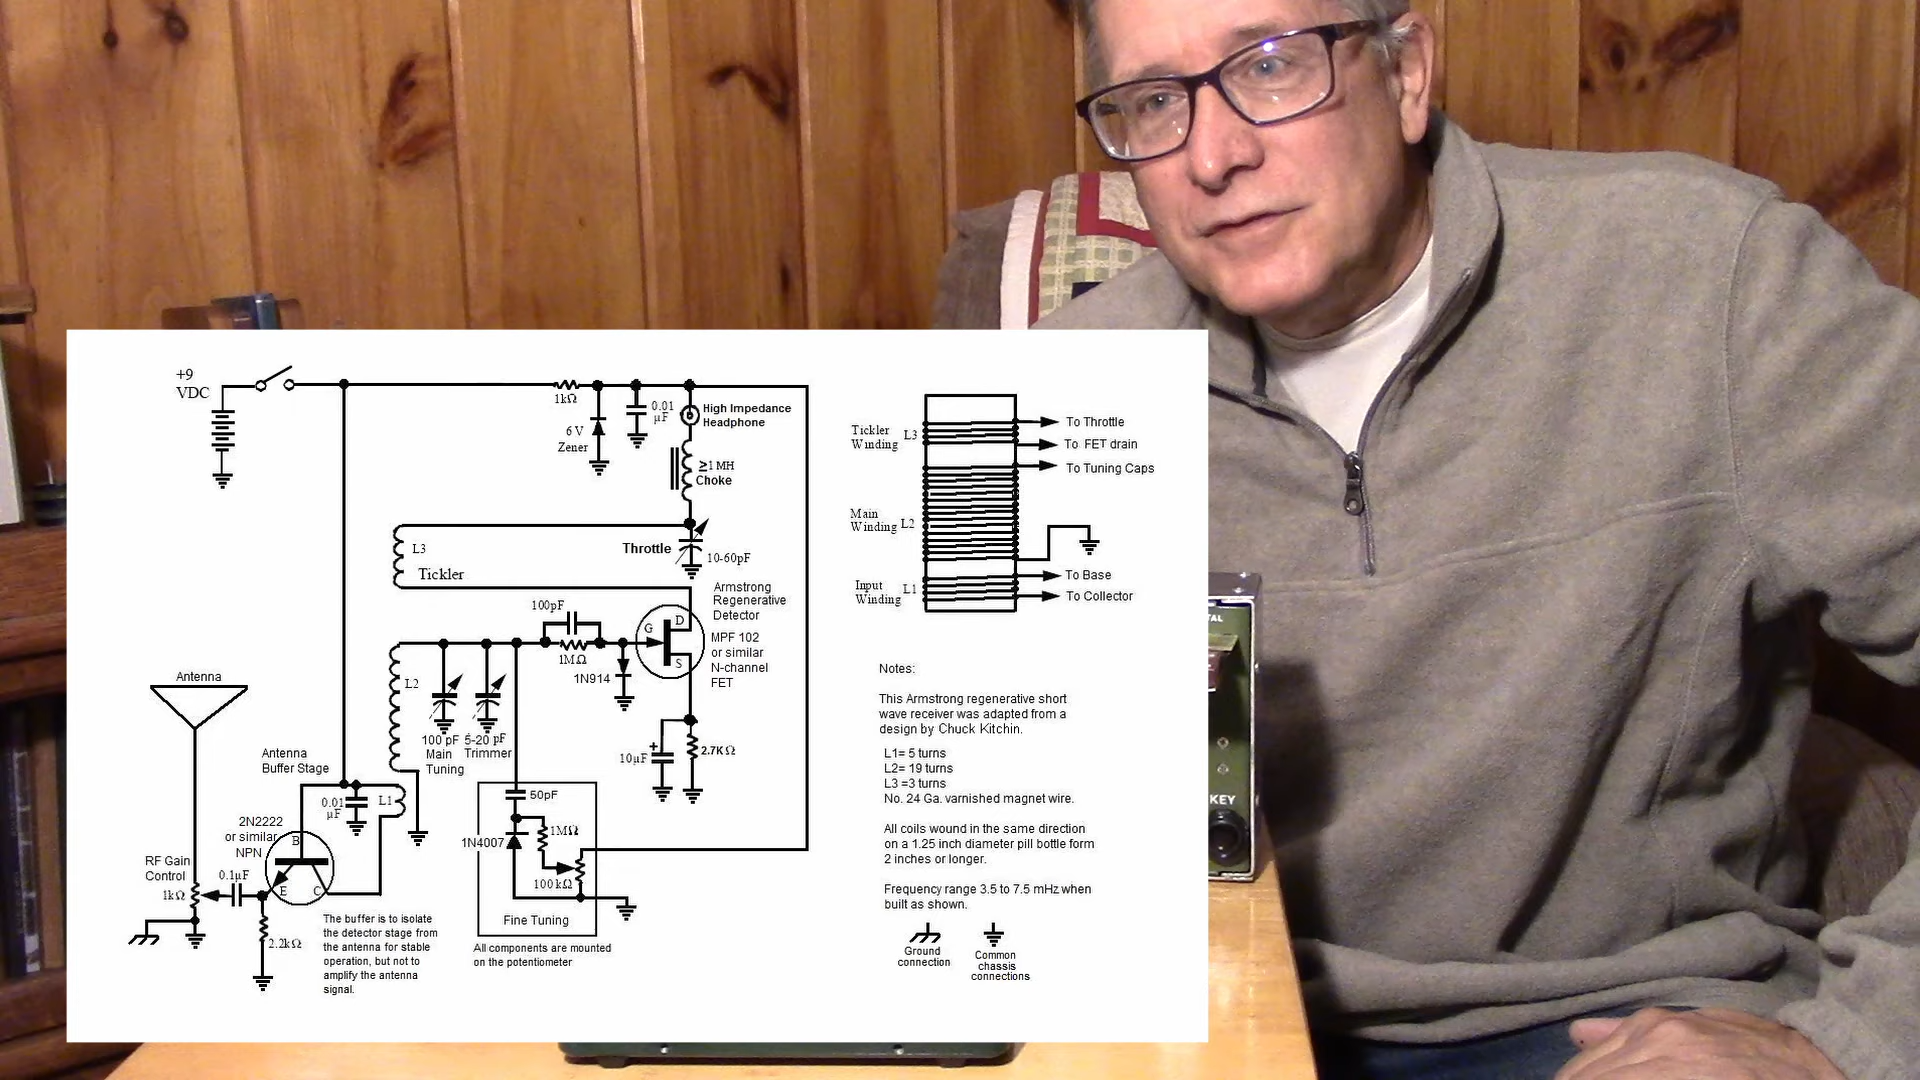 +9
VDC
1kΩ
6 V
Zener
0.01
µF
High Impedance
Headphone
≥1 MH
Choke
Throttle
10-60pF
L3
Tickler
Armstrong
Regenerative
Detector
100pF
1MΩ
G
D
S
1N914
MPF 102
or similar
N-channel
FET
L2
100 pF
Main
Tuning
5-20 pF
Trimmer
10µF
+
2.7KΩ
Antenna
Antenna
Buffer Stage
0.01
µF
L1
2N2222
or similar
NPN
B
E
C
RF Gain
Control
1kΩ
0.1µF
2.2kΩ
The buffer is to isolate
the detector stage from
the antenna for stable
operation, but not to
amplify the antenna
signal.
50pF
1N4007
1MΩ
100kΩ
Fine Tuning
All components are mounted
on the potentiometer
Tickler
Winding
L3
Main
Winding
L2
Input
Winding
L1
To Throttle
To FET drain
To Tuning Caps
To Base
To Collector
Notes:
This Armstrong regenerative short
wave receiver was adapted from a
design by Chuck Kitchin.
L1= 5 turns
L2= 19 turns
L3 =3 turns
No. 24 Ga. varnished magnet wire.
All coils wound in the same direction
on a 1.25 inch diameter pill bottle form
2 inches or longer.
Frequency range 3.5 to 7.5 mHz when
built as shown.
Ground
connection
Common
chassis
connections
TAL
KEY